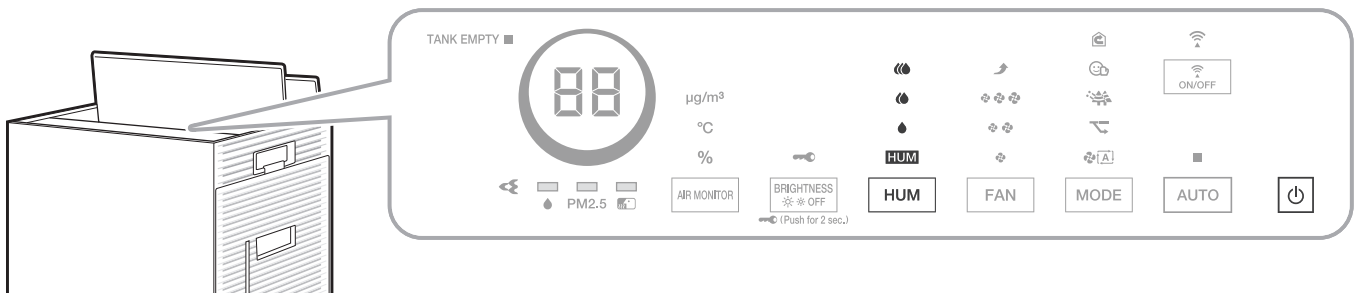 TANK EMPTY
88
µg/m³
°C
%
HUM
A
ON/OFF
PM2.5
AIR MONITOR
BRIGHTNESS
OFF
(Push for 2 sec.)
HUM
FAN
MODE
AUTO